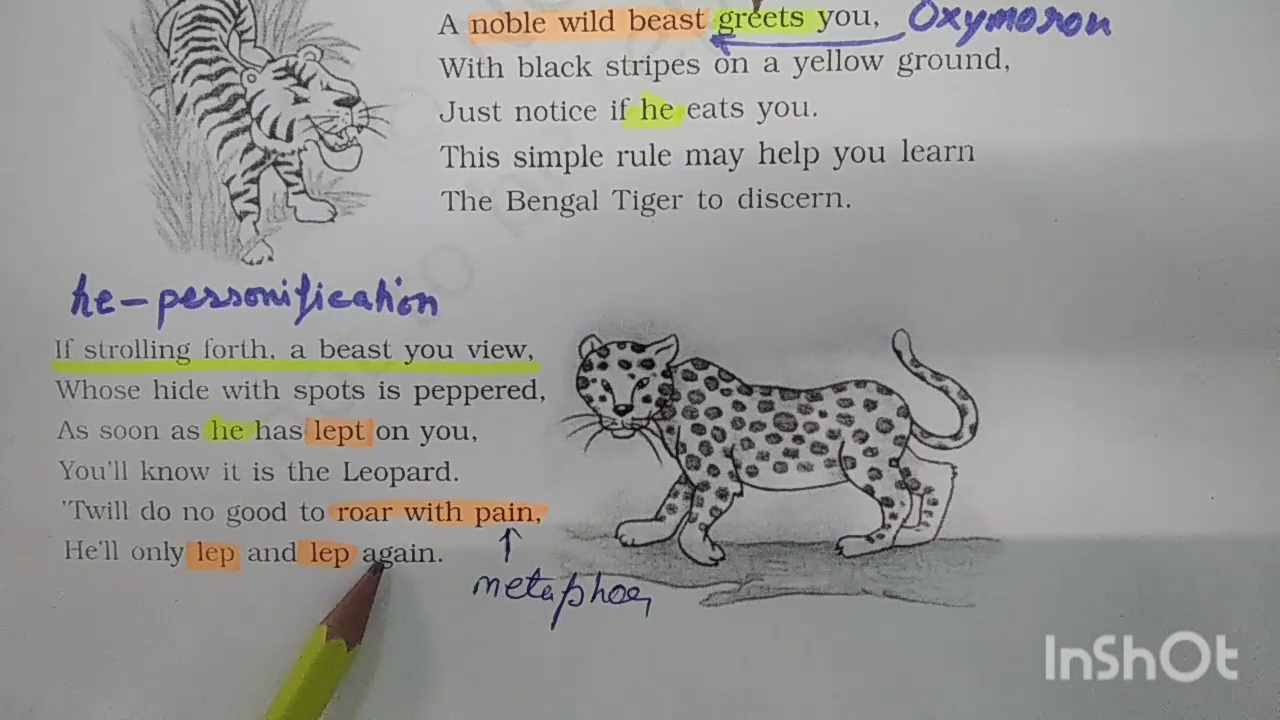 A noble wild beast greets you, Oxymoron
With black stripes on a yellow ground,
Just notice if he eats you.
This simple rule may help you learn
The Bengal Tiger to discern.
he - personification
If strolling forth, a beast you view,
Whose hide with spots is peppered,
As soon as he has lept on you,
You'll know it is the Leopard.
'Twill do no good to roar with pain,
He'll only lep and lep again.
metaphor
InShOt